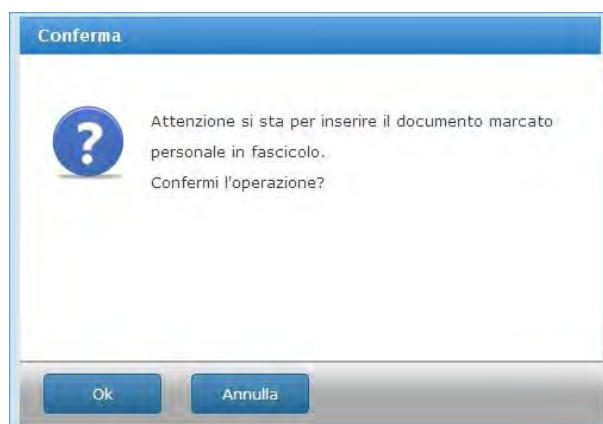 Conferma
?
Attenzione si sta per inserire il documento marcato
personale in fascicolo.
Confermi l'operazione?
Ok
Annulla